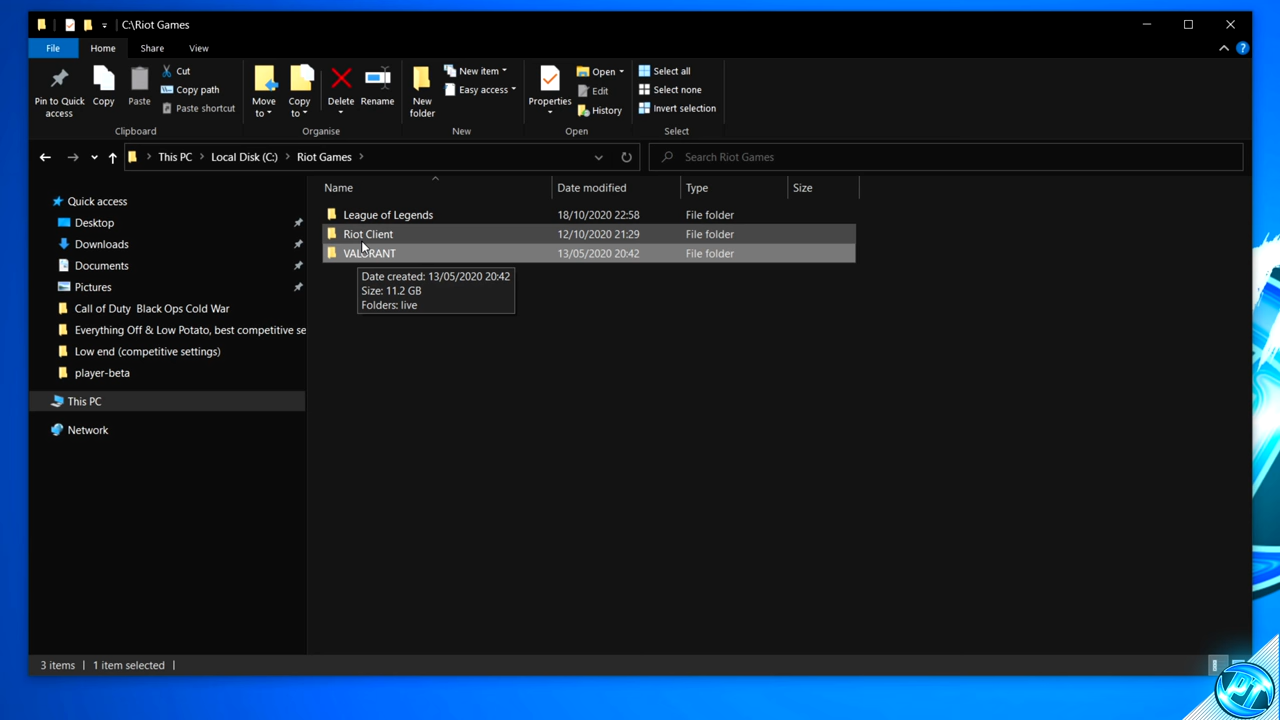 C:\Riot Games
File Home Share View
Pin to Quick access
Copy
Paste
Cut
Copy path
Paste shortcut
Clipboard
Move to
Copy to
Delete
Rename
Organise
New folder
New item
Easy access
New
Properties
Open
Edit
History
Open
Select all
Select none
Invert selection
Select
This PC > Local Disk (C:) > Riot Games >
Search Riot Games
Name Date modified Type Size
League of Legends 18/10/2020 22:58 File folder
Riot Client 12/10/2020 21:29 File folder
VALORANT 13/05/2020 20:42 File folder
Date created: 13/05/2020 20:42
Size: 11.2 GB
Folders: live
Quick access
Desktop
Downloads
Documents
Pictures
Call of Duty Black Ops Cold War
Everything Off & Low Potato, best competitive se
Low end (competitive settings)
player-beta
This PC
Network
3 items 1 item selected
PT